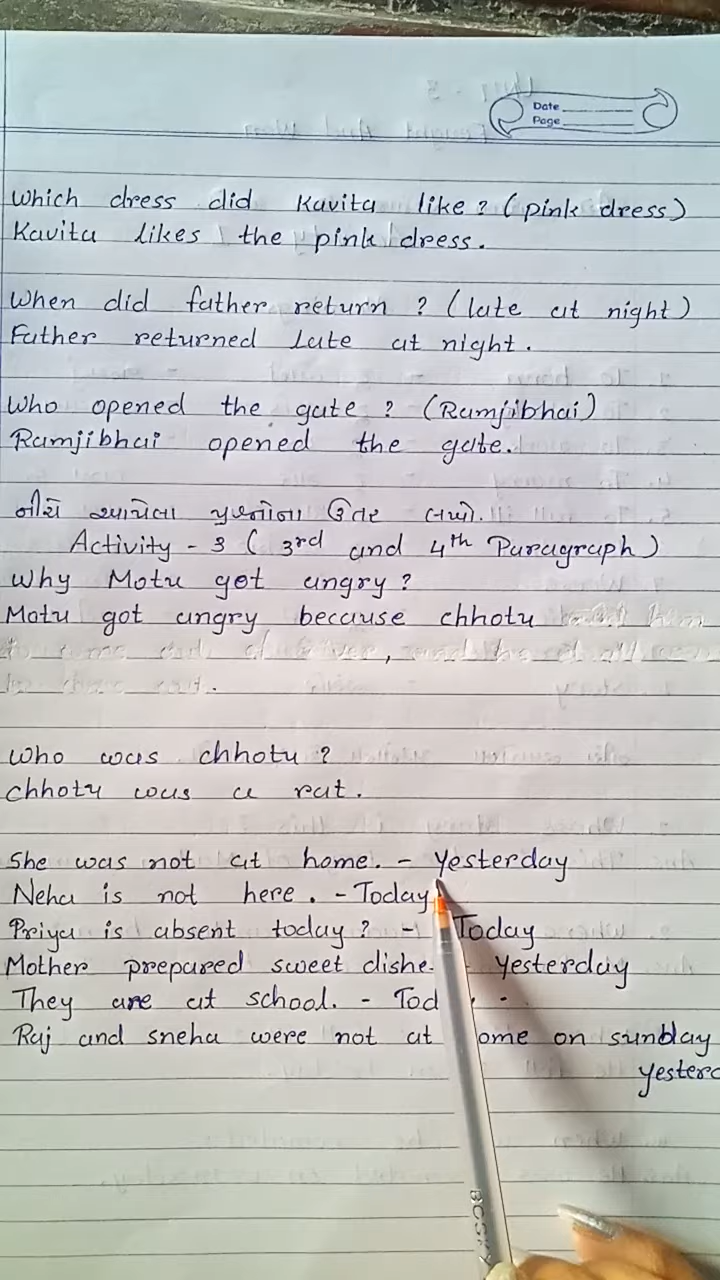 Date
Page
Which dress did Kavita like? (pink dress)
Kavita likes the pink dress.
When did father return? (late at night)
Father returned late at night.
Who opened the gate? (Ramjibhai)
Ramjibhai opened the gate.
નીચે આપેલા પ્રશ્નોના ઉત્તર લખો.
Activity - 3 (3rd and 4th Paragraph)
Why Motu got angry?
Motu got angry because chhotu
Who was chhotu?
chhotu was a rat.
She was not at home. - yesterday
Neha is not here. - Today
Priya is absent today? - Today
Mother prepared sweet dishe yesterday
They are at school. -
Raj and sneha were not at on sunday